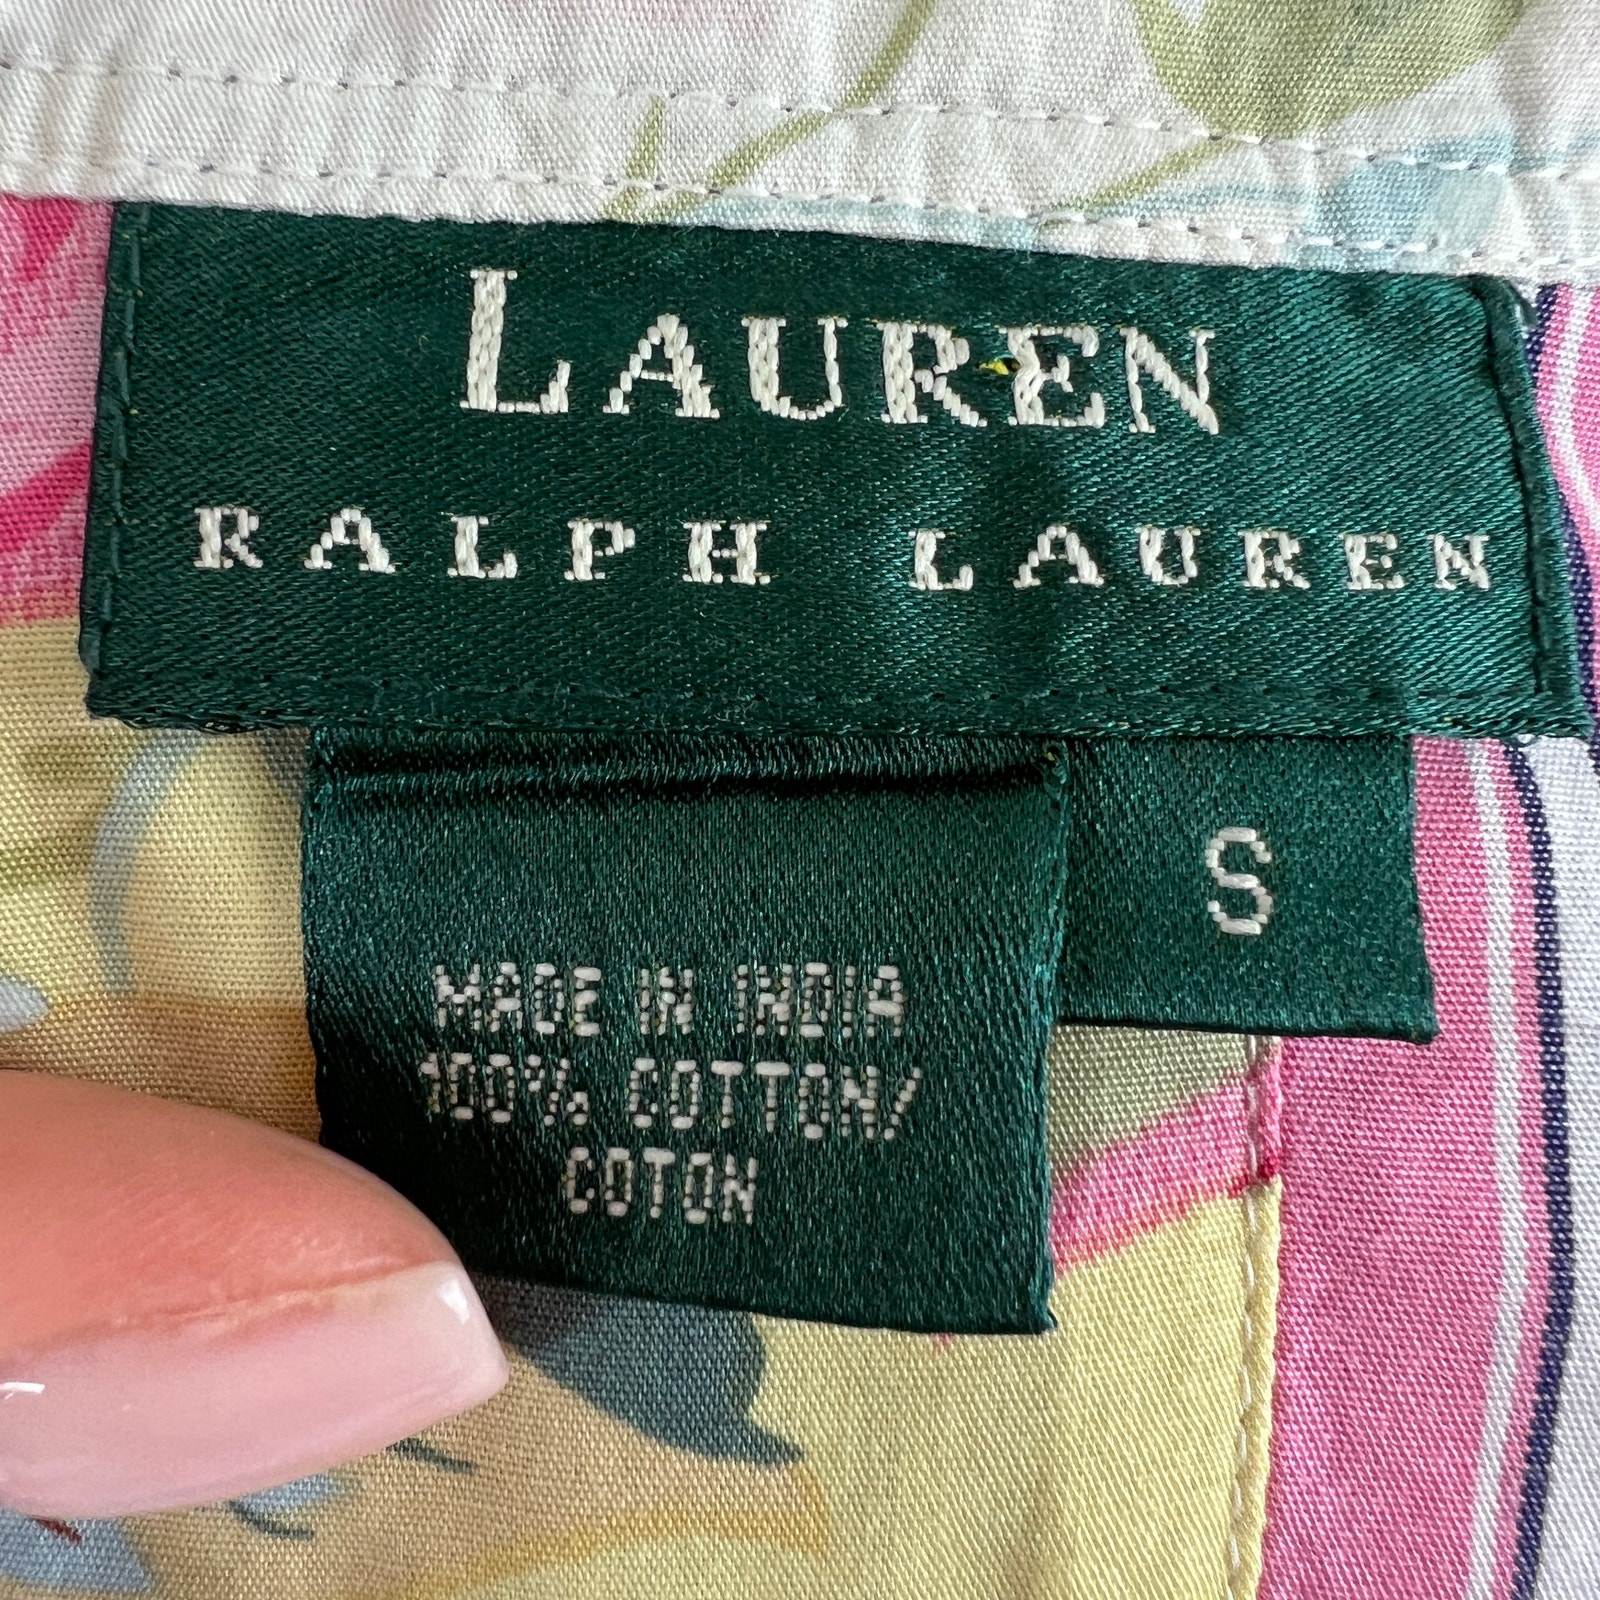 LAUREN
RALPH LAUREN
S
MADE IN INDIA
100% COTTON/
COTON